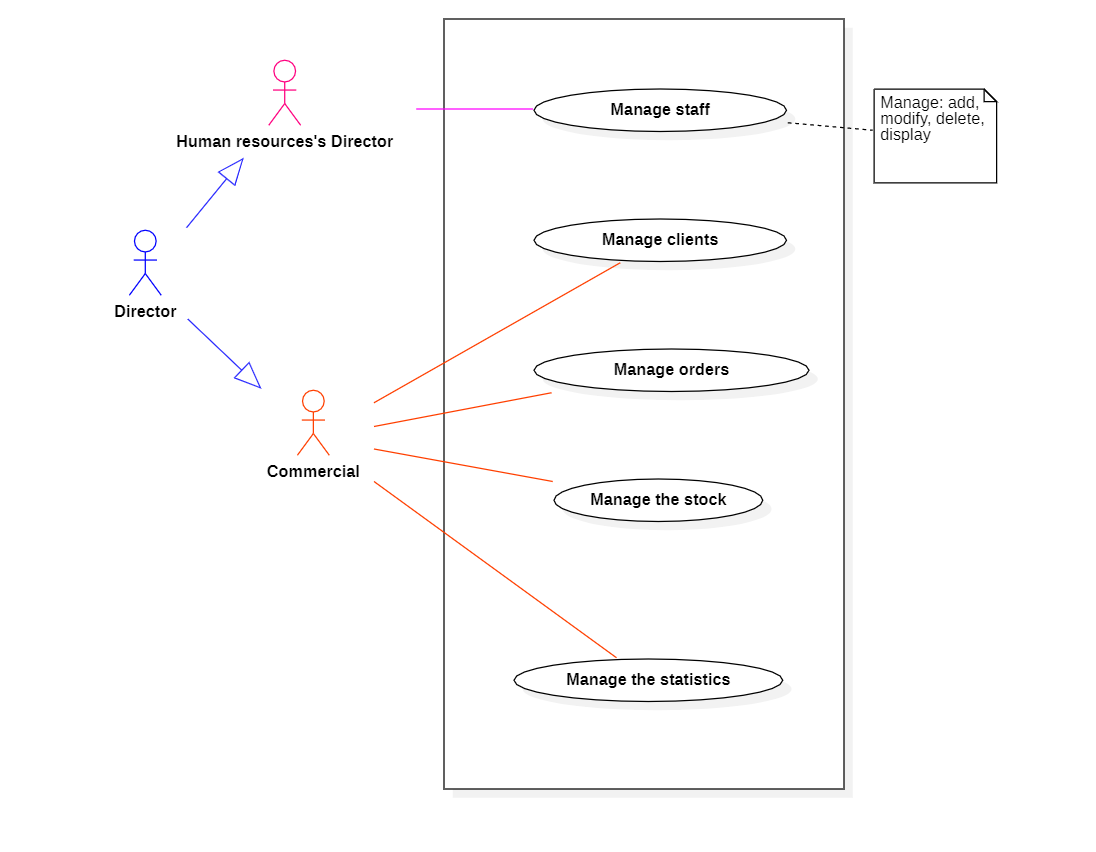 Human resources's Director
Manage staff
Manage: add,
modify, delete,
display
Manage clients
Director
Manage orders
Commercial
Manage the stock
Manage the statistics